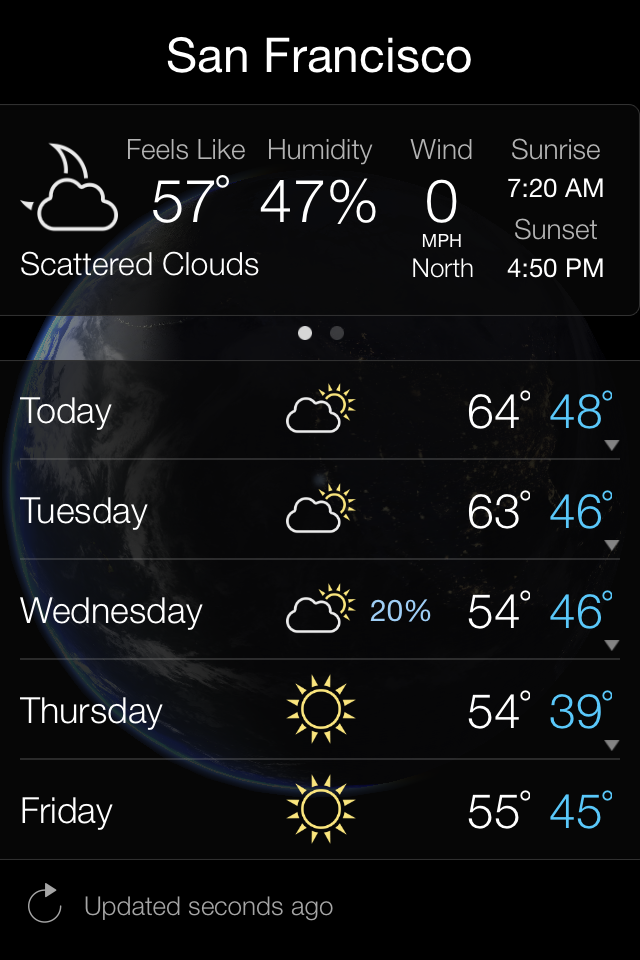 San Francisco
Feels Like Humidity Wind Sunrise
57° 47% 0 7:20 AM
MPH Sunset
Scattered Clouds North 4:50 PM
Today 64° 48°
Tuesday 63° 46°
Wednesday 20% 54° 46°
Thursday 54° 39°
Friday 55° 45°
Updated seconds ago